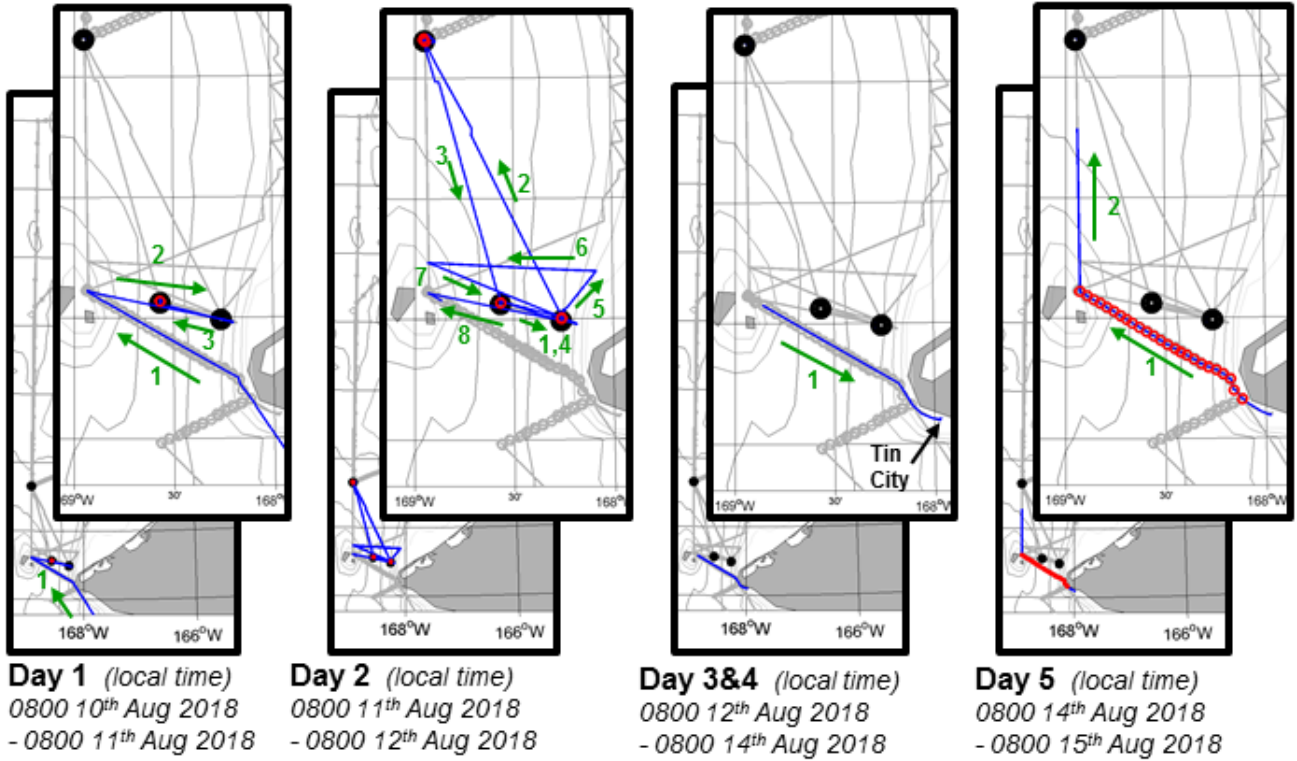 2
3
1
169°W
30'
168°
1
168°W
166°W
3
2
6
7
5
8
1,4
169°W
30'
168°W
168°W
166°W
1
Tin
City
169°W
30'
168°W
168°W
166°W
2
1
169°W
30'
168°W
168°W
166°W
Day 1 (local time)
0800 10th Aug 2018
- 0800 11th Aug 2018
Day 2 (local time)
0800 11th Aug 2018
- 0800 12th Aug 2018
Day 3&4 (local time)
0800 12th Aug 2018
- 0800 14th Aug 2018
Day 5 (local time)
0800 14th Aug 2018
- 0800 15th Aug 2018